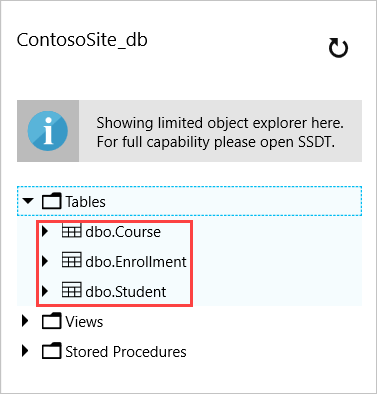 ContosoSite_db
Showing limited object explorer here.
For full capability please open SSDT.
Tables
dbo.Course
dbo.Enrollment
dbo.Student
Views
Stored Procedures